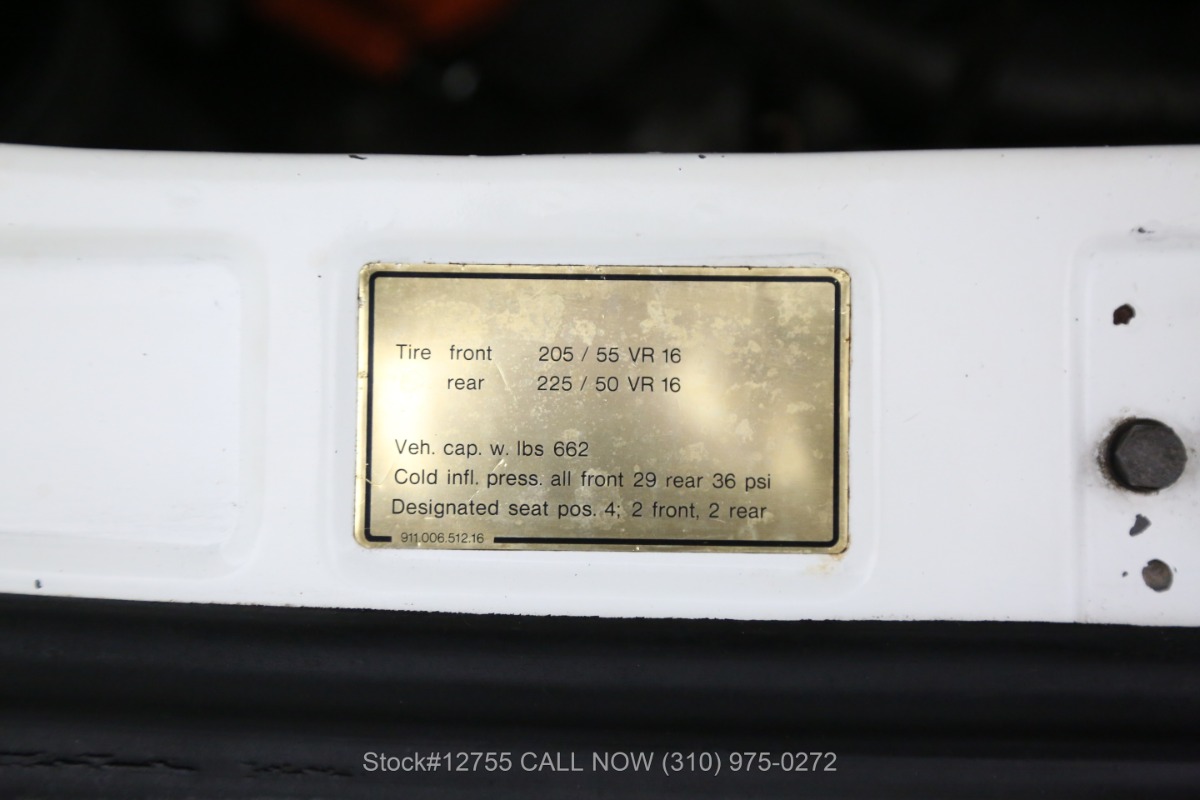 Tire front 205 / 55 VR 16
rear 225 / 50 VR 16
Veh. cap. w. lbs 662
Cold infl. press. all front 29 rear 36 psi
Designated seat pos. 4; 2 front, 2 rear
911.006.512.16
Stock#12755 CALL NOW (310) 975-0272